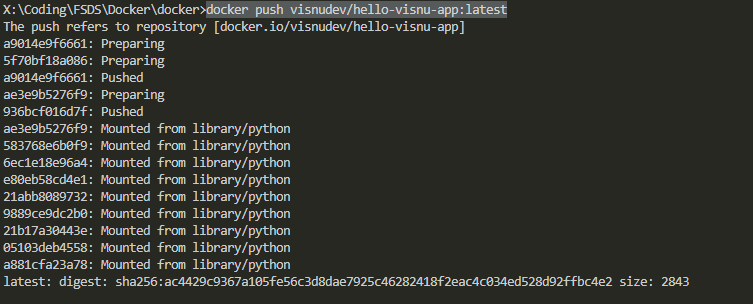 X:\Coding\FSDS\Docker\docker>docker push visnudev/hello-visnu-app:latest
The push refers to repository [docker.io/visnudev/hello-visnu-app]
a9014e9f6661: Preparing
5f70bf18a086: Preparing
a9014e9f6661: Pushed
ae3e9b5276f9: Preparing
936bcf016d7f: Pushed
ae3e9b5276f9: Mounted from library/python
583768e6b0f9: Mounted from library/python
6ec1e18e96a4: Mounted from library/python
e80eb58cd4e1: Mounted from library/python
21abb8089732: Mounted from library/python
9889ce9dc2b0: Mounted from library/python
21b17a30443e: Mounted from library/python
05103deb4558: Mounted from library/python
a881cfa23a78: Mounted from library/python
latest: digest: sha256:ac4429c9367a105fe56c3d8dae7925c46282418f2eac4c034ed528d92ffbc4e2 size: 2843